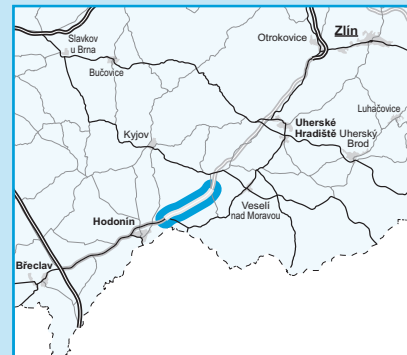 Zlín
Otrokovice
Slavkov
u Brna
Bučovice
Luhačovice
Uherské
Hradiště
Uherský
Brod
Kyjov
Veselí
nad Moravou
Hodonín
Břeclav